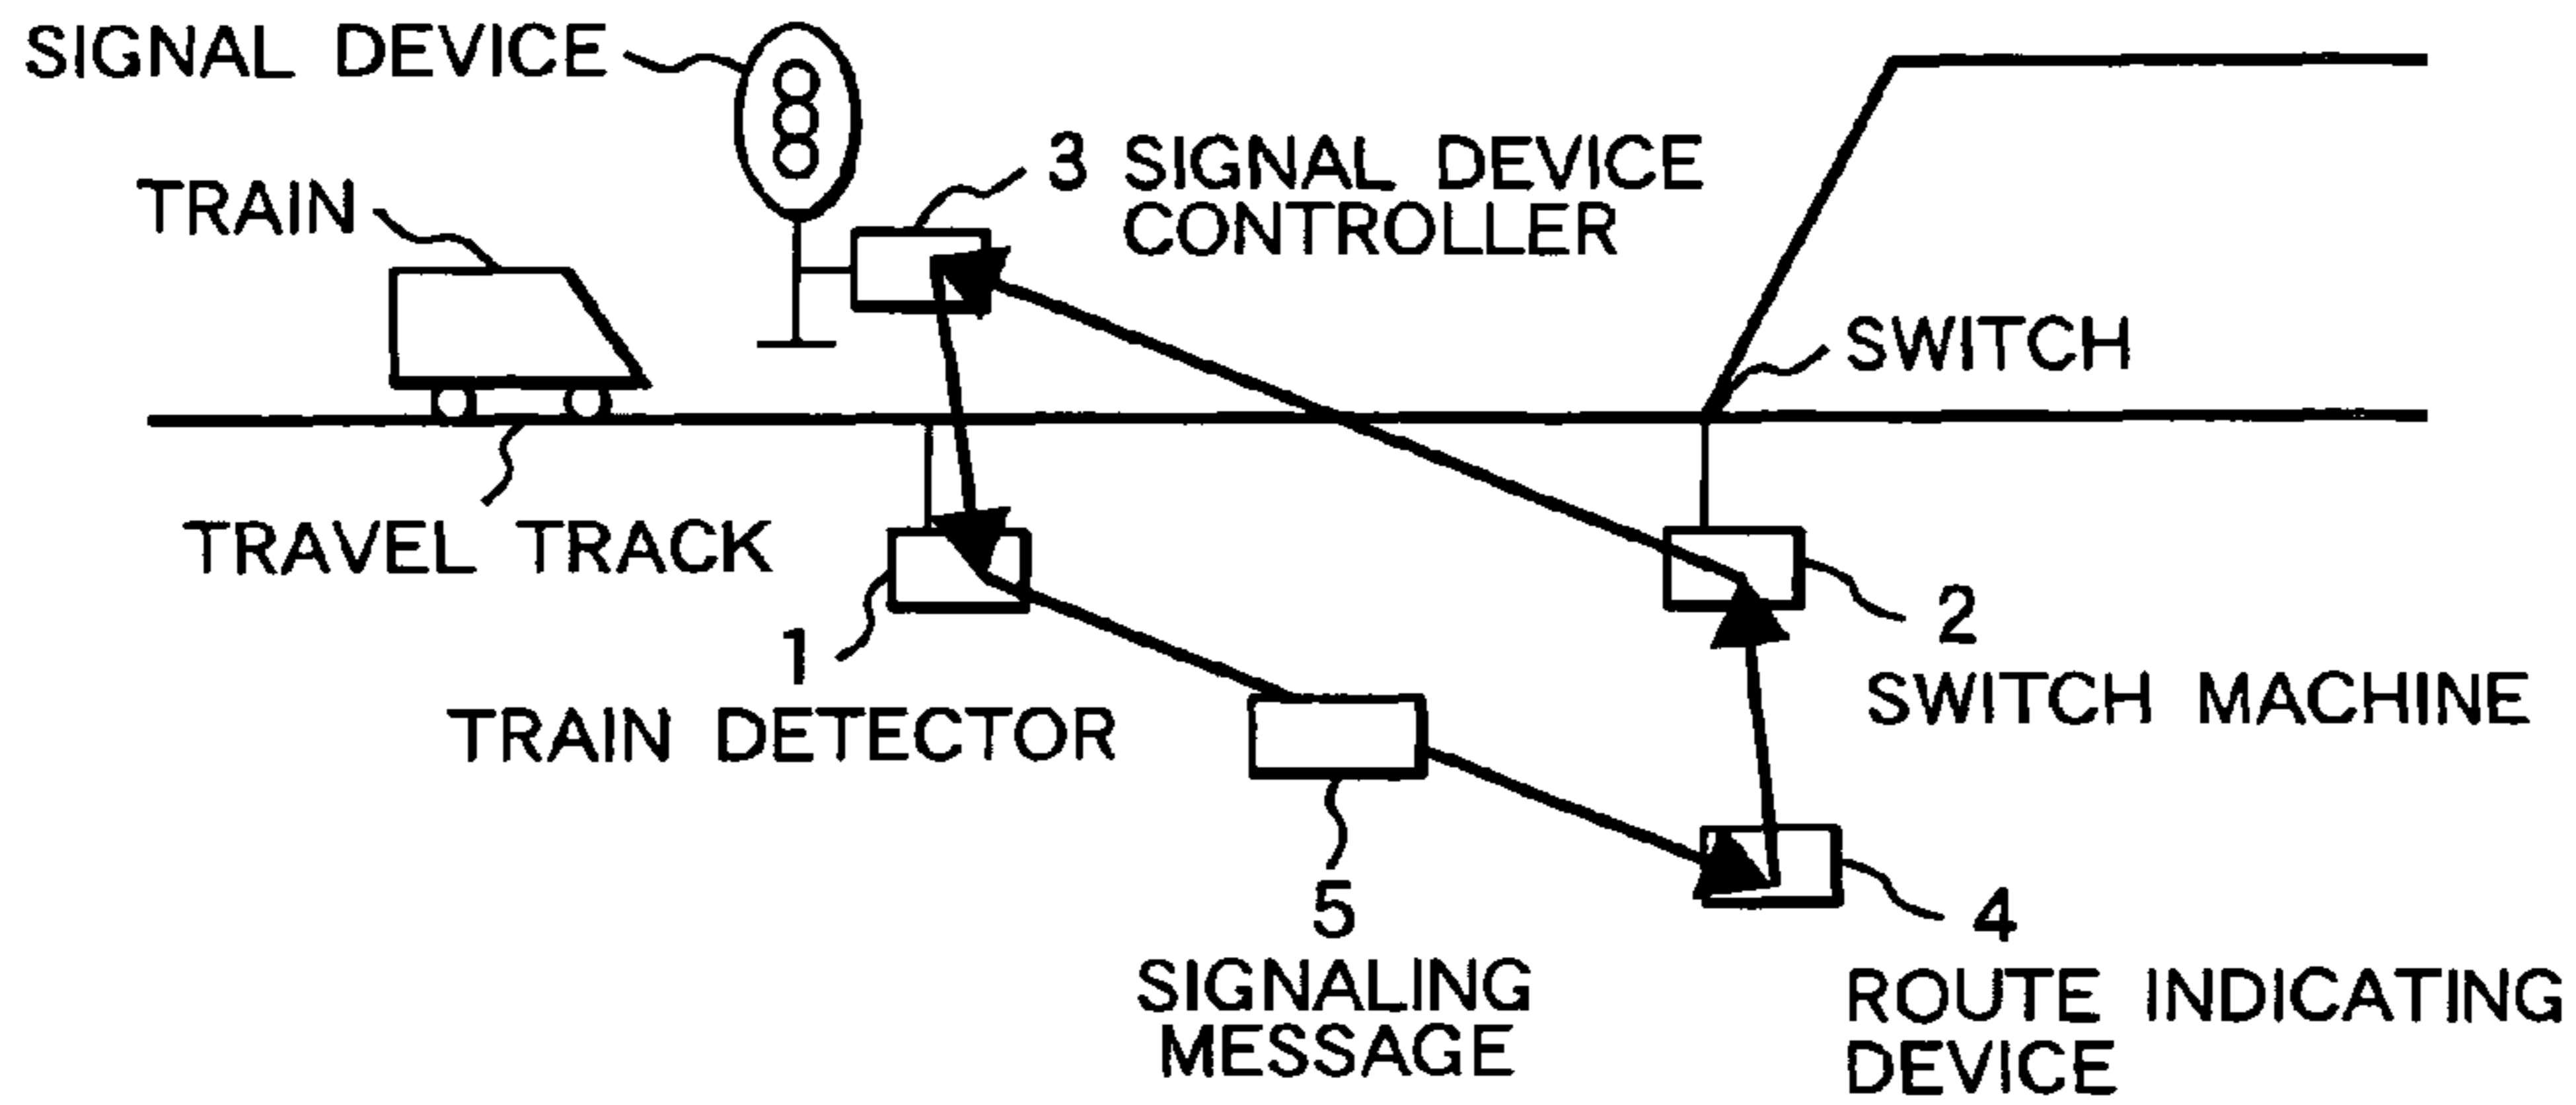 SIGNAL DEVICE
3 SIGNAL DEVICE
CONTROLLER
TRAIN
SWITCH
TRAVEL TRACK
1
TRAIN DETECTOR
2
SWITCH MACHINE
5
SIGNALING
MESSAGE
4
ROUTE INDICATING
DEVICE